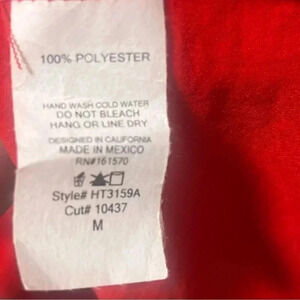 100% POLYESTER
HAND WASH COLD WATER
DO NOT BLEACH
HANG OR LINE DRY
DESIGNED IN CALIFORNIA
MADE IN MEXICO
RN#161570
Style# HT3159A
Cut# 10437
M